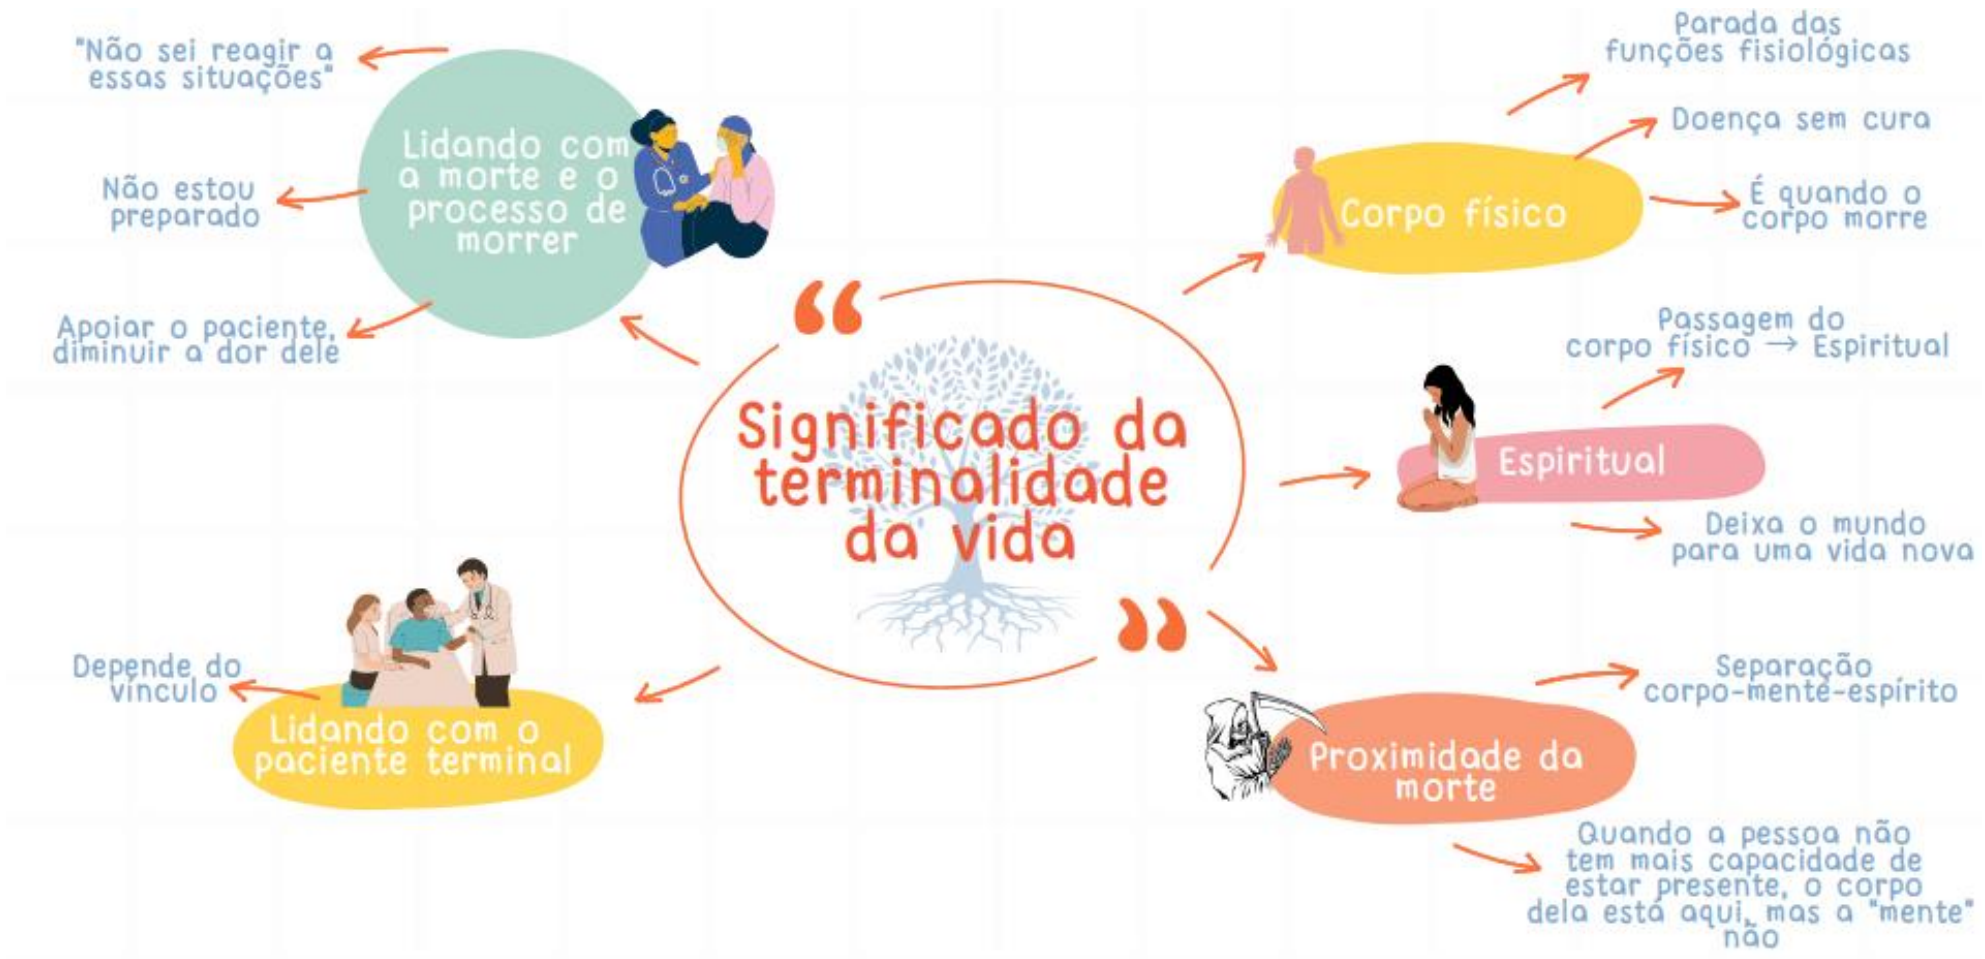 "Não sei reagir a
essas situações"
Lidando com
a morte e o
processo de
morrer
Não estou
preparado
Apoiar o paciente,
diminuir a dor dele
Parada das
funções fisiológicas
Doença sem cura
Corpo físico
É quando o
corpo morre
“
Significado da
terminalidade
da vida
”
Passagem do
corpo físico → Espiritual
Espiritual
Deixa o mundo
para uma vida nova
Depende do
vínculo
Lidando com o
paciente terminal
Separação
corpo-mente-espírito
Proximidade da
morte
Quando a pessoa não
tem mais capacidade de
estar presente, o corpo
dela está aqui, mas a "mente"
não